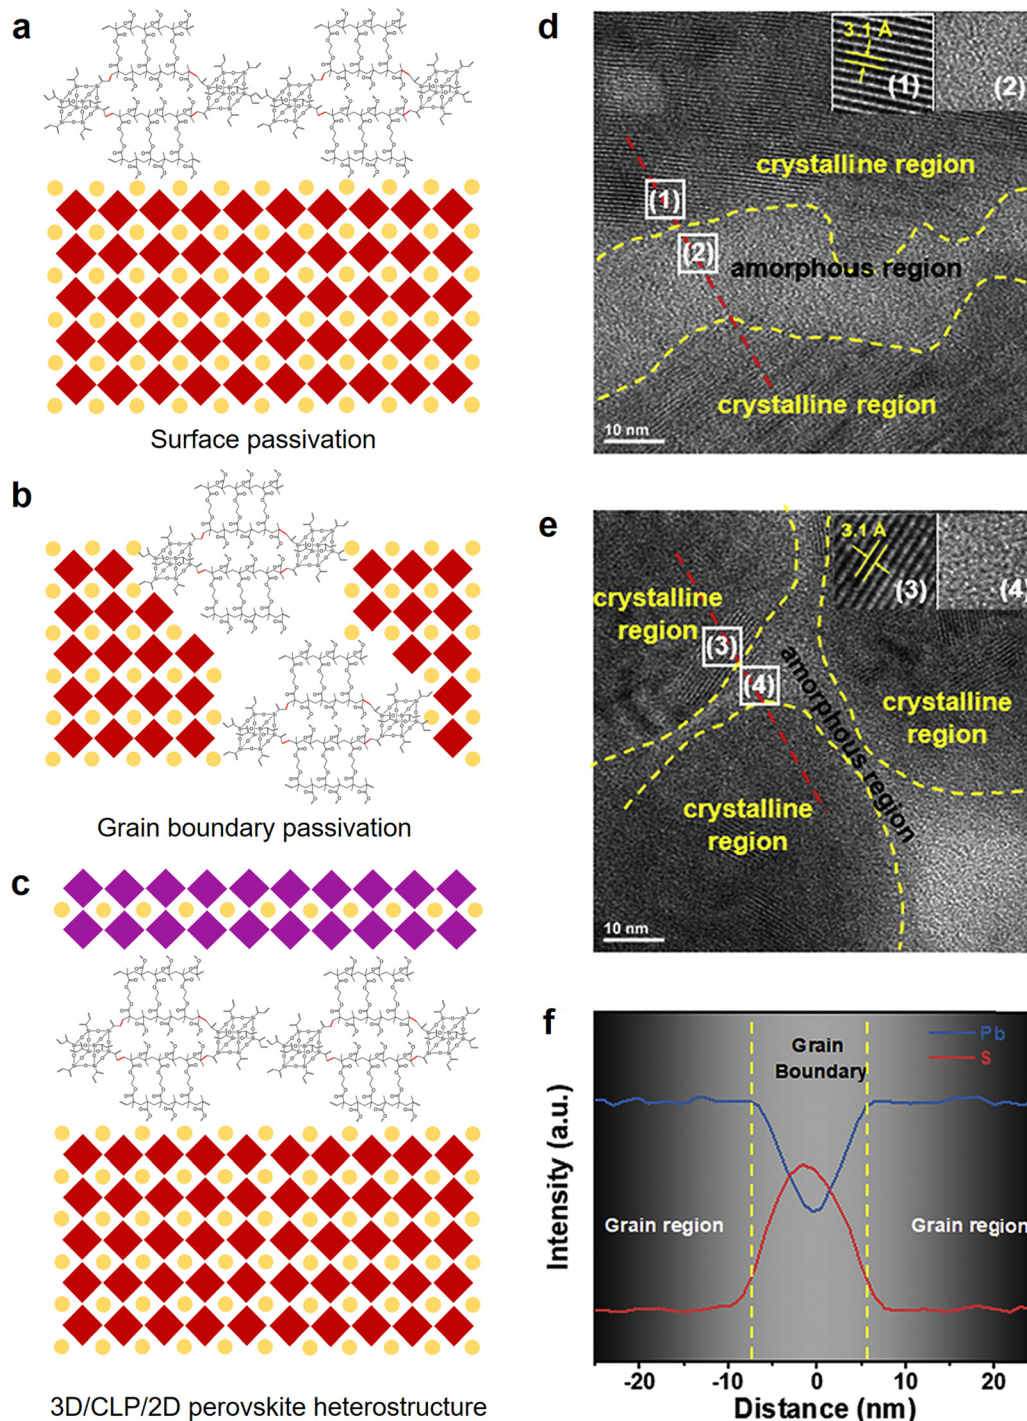 a
Surface passivation
b
Grain boundary passivation
c
3D/CLP/2D perovskite heterostructure
d
3.1 Å
(1)
(2)
crystalline region
(1)
(2)
amorphous region
crystalline region
10 nm
e
3.1 Å
(3)
(4)
crystalline
region
(3)
(4)
amorphous region
crystalline
region
crystalline
region
10 nm
f
Pb
S
Grain
Boundary
Grain region
Grain region
Intensity (a.u.)
-20
-10
0
10
20
Distance (nm)